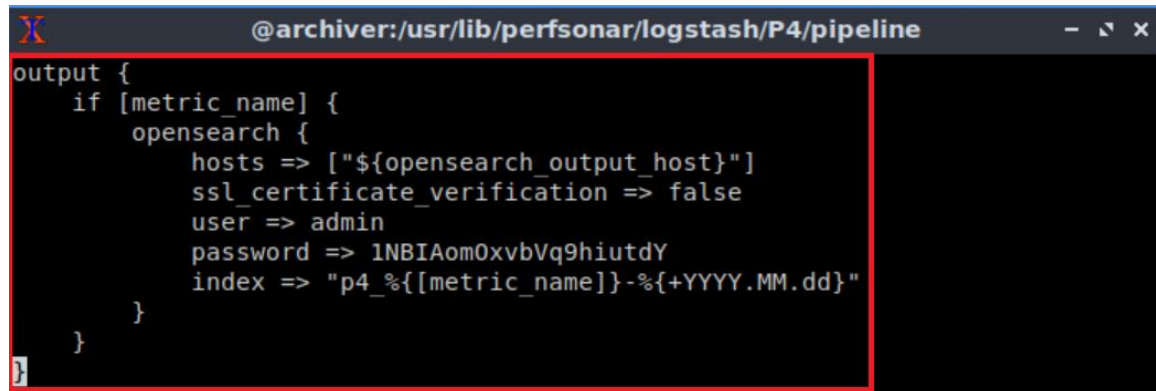 @archiver:/usr/lib/perfsonar/logstash/P4/pipeline
output {
    if [metric_name] {
        opensearch {
            hosts => ["${opensearch_output_host}"]
            ssl_certificate_verification => false
            user => admin
            password => 1NBIAomOxvbVq9hiutdY
            index => "p4_%{[metric_name]}-%{+YYYY.MM.dd}"
        }
    }
}